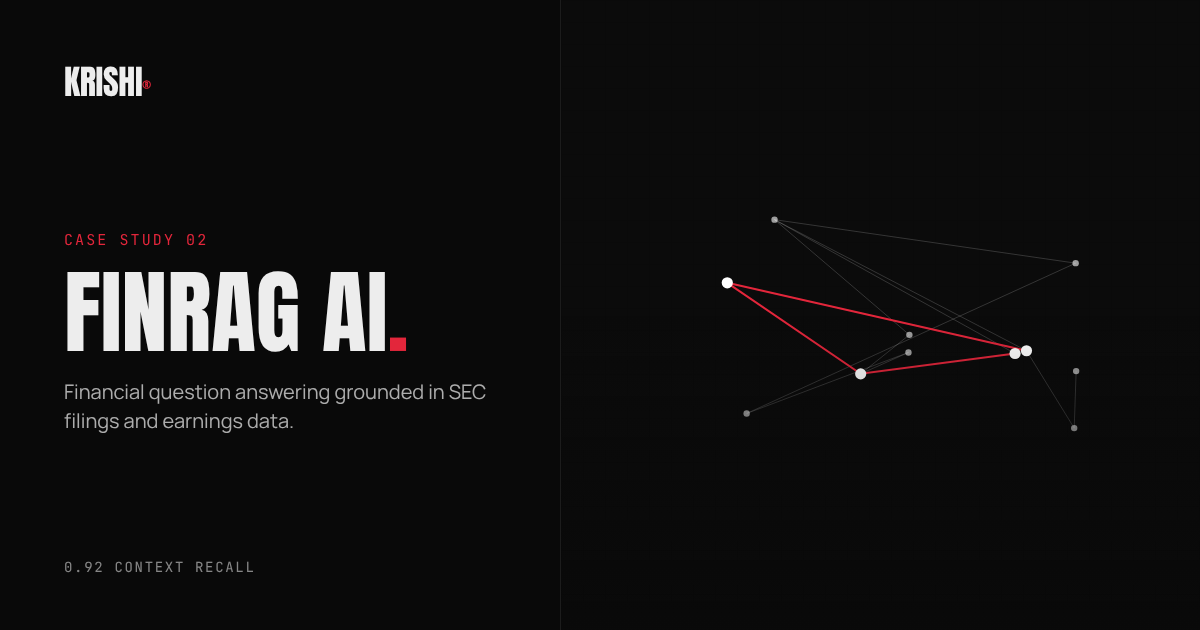 KRISHI®
CASE STUDY 02
FINRAG AI.
Financial question answering grounded in SEC
filings and earnings data.
0.92 CONTEXT RECALL